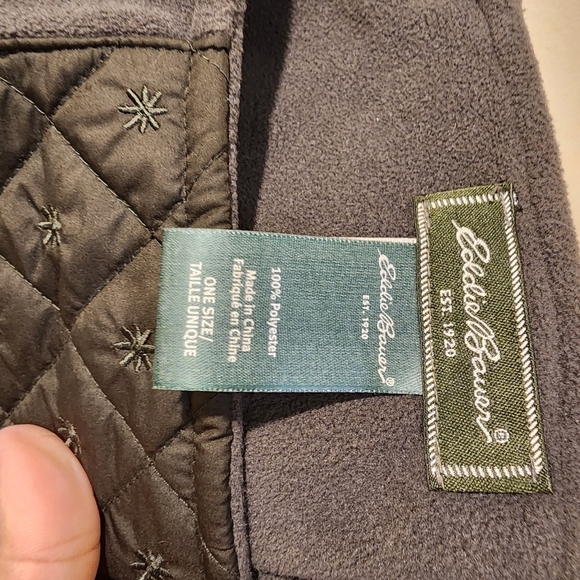 Eddie Bauer®
EST. 1920
Eddie Bauer®
EST. 1920
100% Polyester
Made in China
Fabriqué en Chine
ONE SIZE/
TAILLE UNIQUE